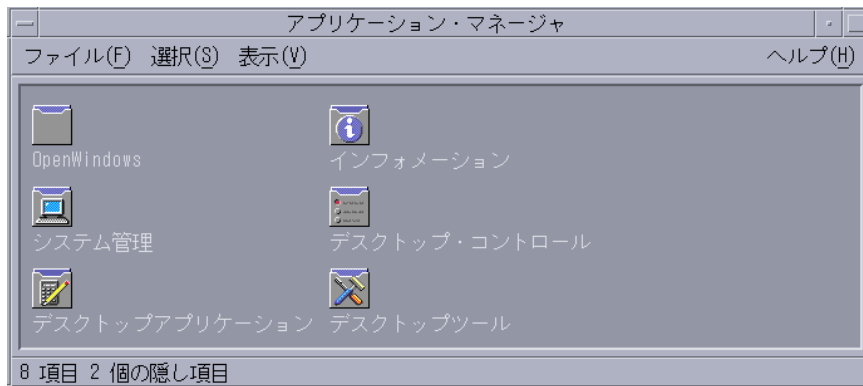 アプリケーション・マネージャ
ファイル(F) 選択(S) 表示(V) ヘルプ(H)
OpenWindows インフォメーション
システム管理 デスクトップ・コントロール
デスクトップアプリケーション デスクトップツール
8 項目 2 個の隠し項目